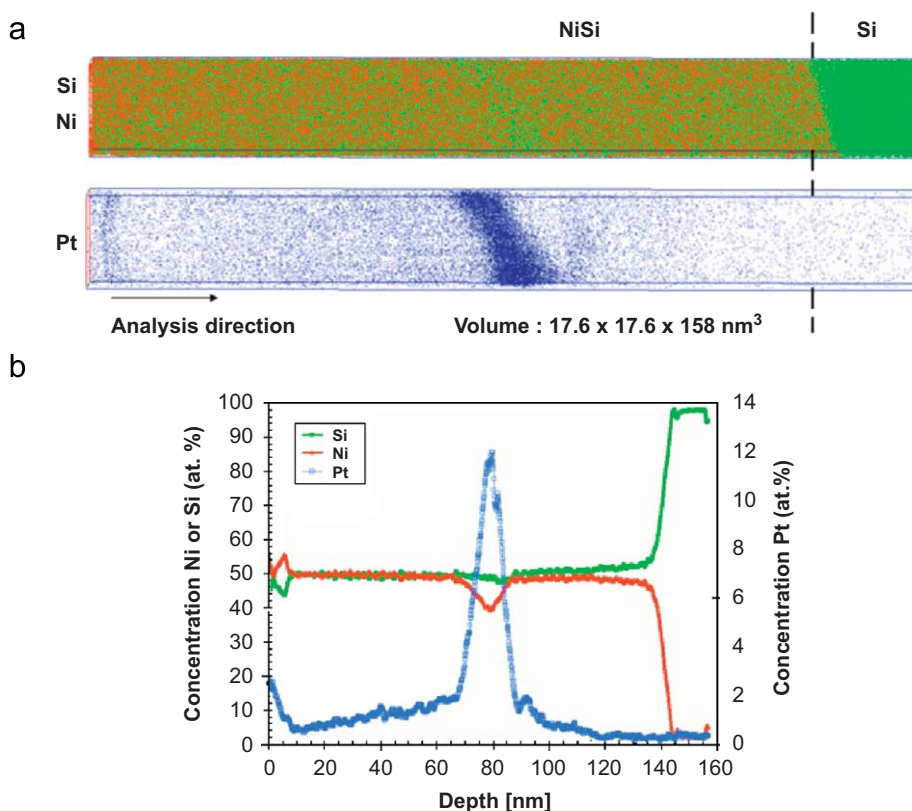 a
NiSi Si
Si
Ni
Pt
Analysis direction Volume : 17.6 x 17.6 x 158 nm³
b
Concentration Ni or Si (at. %)
100
90
80
70
60
50
40
30
20
10
0
Si
Ni
Pt
14
12
10
8
6
4
2
0
Concentration Pt (at.%)
0 20 40 60 80 100 120 140 160
Depth [nm]